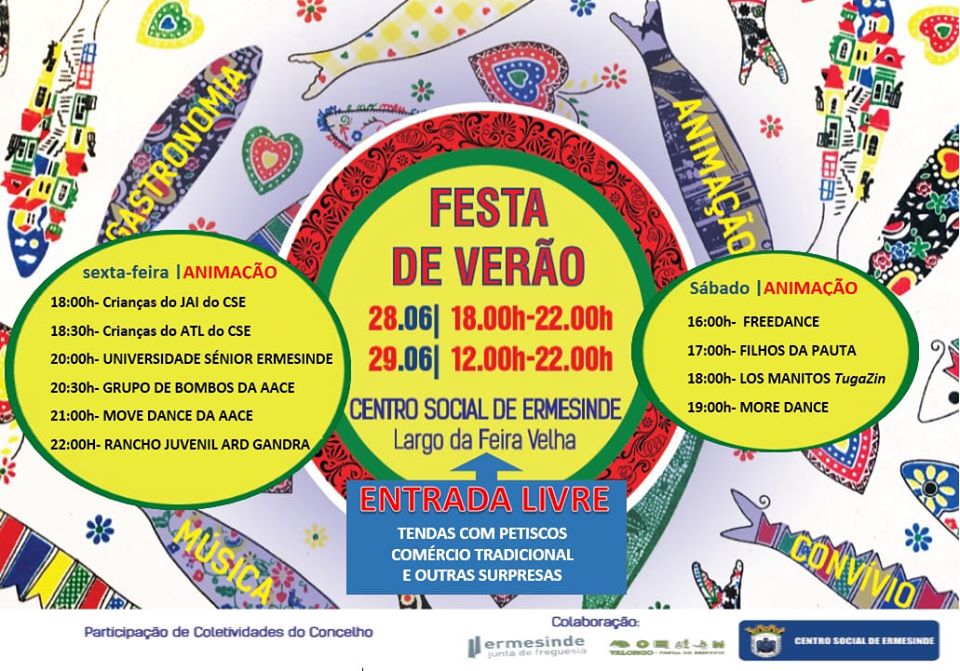 GASTRONOMIA
ANIMAÇÃO
FESTA
DE VERÃO
28.06| 18.00h-22.00h
29.06| 12.00h-22.00h
CENTRO SOCIAL DE ERMESINDE
Largo da Feira Velha
sexta-feira |ANIMAÇÃO
18:00h- Crianças do JAI do CSE
18:30h- Crianças do ATL do CSE
20:00h- UNIVERSIDADE SÉNIOR ERMESINDE
20:30h- GRUPO DE BOMBOS DA AACE
21:00h- MOVE DANCE DA AACE
22:00H- RANCHO JUVENIL ARD GANDRA
Sábado |ANIMAÇÃO
16:00h- FREEDANCE
17:00h- FILHOS DA PAUTA
18:00h- LOS MANITOS TugaZin
19:00h- MORE DANCE
ENTRADA LIVRE
TENDAS COM PETISCOS
COMÉRCIO TRADICIONAL
E OUTRAS SURPRESAS
MÚSICA
CONVÍVIO
Participação de Coletividades do Concelho
Colaboração:
ermesinde
junta de freguesia
CENTRO SOCIAL DE ERMESINDE